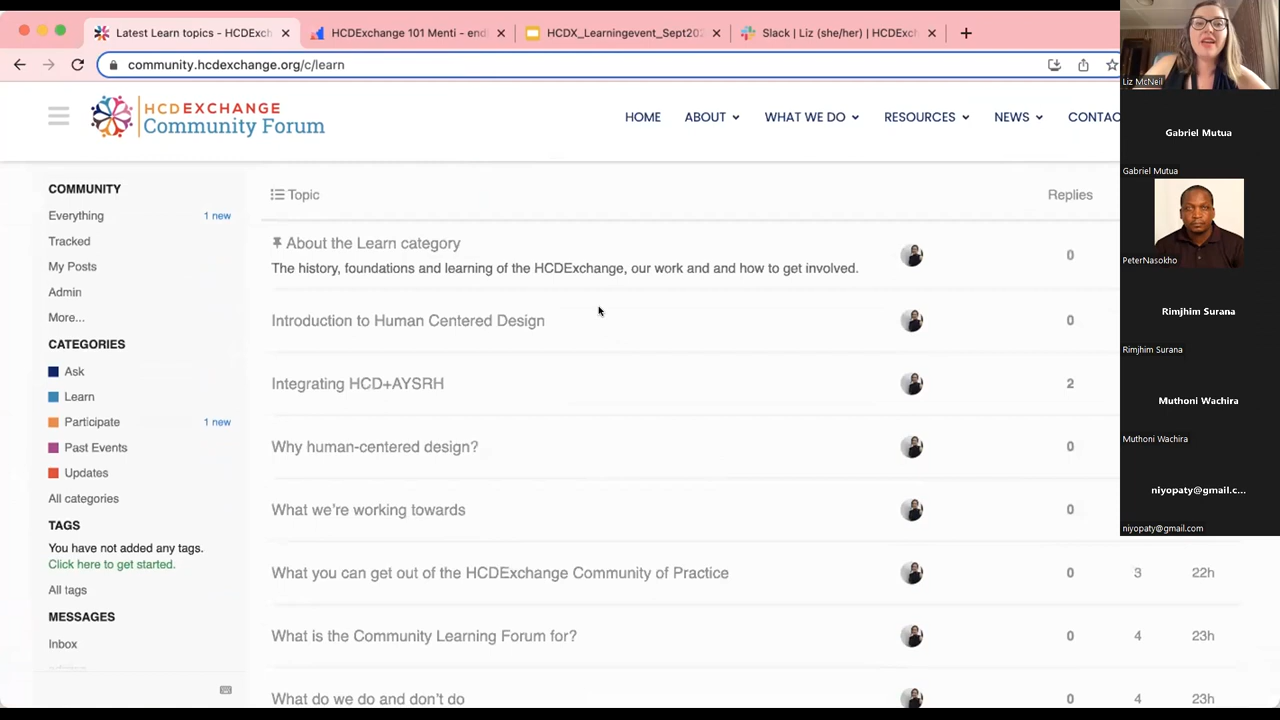 Latest Learn topics - HCDExch
HCDExchange 101 Menti - end
HCDX_Learningevent_Sept202
Slack | Liz (she/her) | HCDExch
community.hcdexchange.org/c/learn
HCDEXCHANGE
Community Forum
HOME
ABOUT
WHAT WE DO
RESOURCES
NEWS
CONTAC
COMMUNITY
Everything
1 new
Tracked
My Posts
Admin
More...
CATEGORIES
Ask
Learn
Participate
1 new
Past Events
Updates
All categories
TAGS
You have not added any tags.
Click here to get started.
All tags
MESSAGES
Inbox
Topic
Replies
About the Learn category
0
The history, foundations and learning of the HCDExchange, our work and and how to get involved.
Introduction to Human Centered Design
0
Integrating HCD+AYSRH
2
Why human-centered design?
0
What we're working towards
0
What you can get out of the HCDExchange Community of Practice
0
3
22h
What is the Community Learning Forum for?
0
4
23h
What do we do and don't do
0
4
23h
Liz McNeil
Gabriel Mutua
Gabriel Mutua
PeterNasokho
Rimjhim Surana
Rimjhim Surana
Muthoni Wachira
Muthoni Wachira
niyopaty@gmail.c...
niyopaty@gmail.com